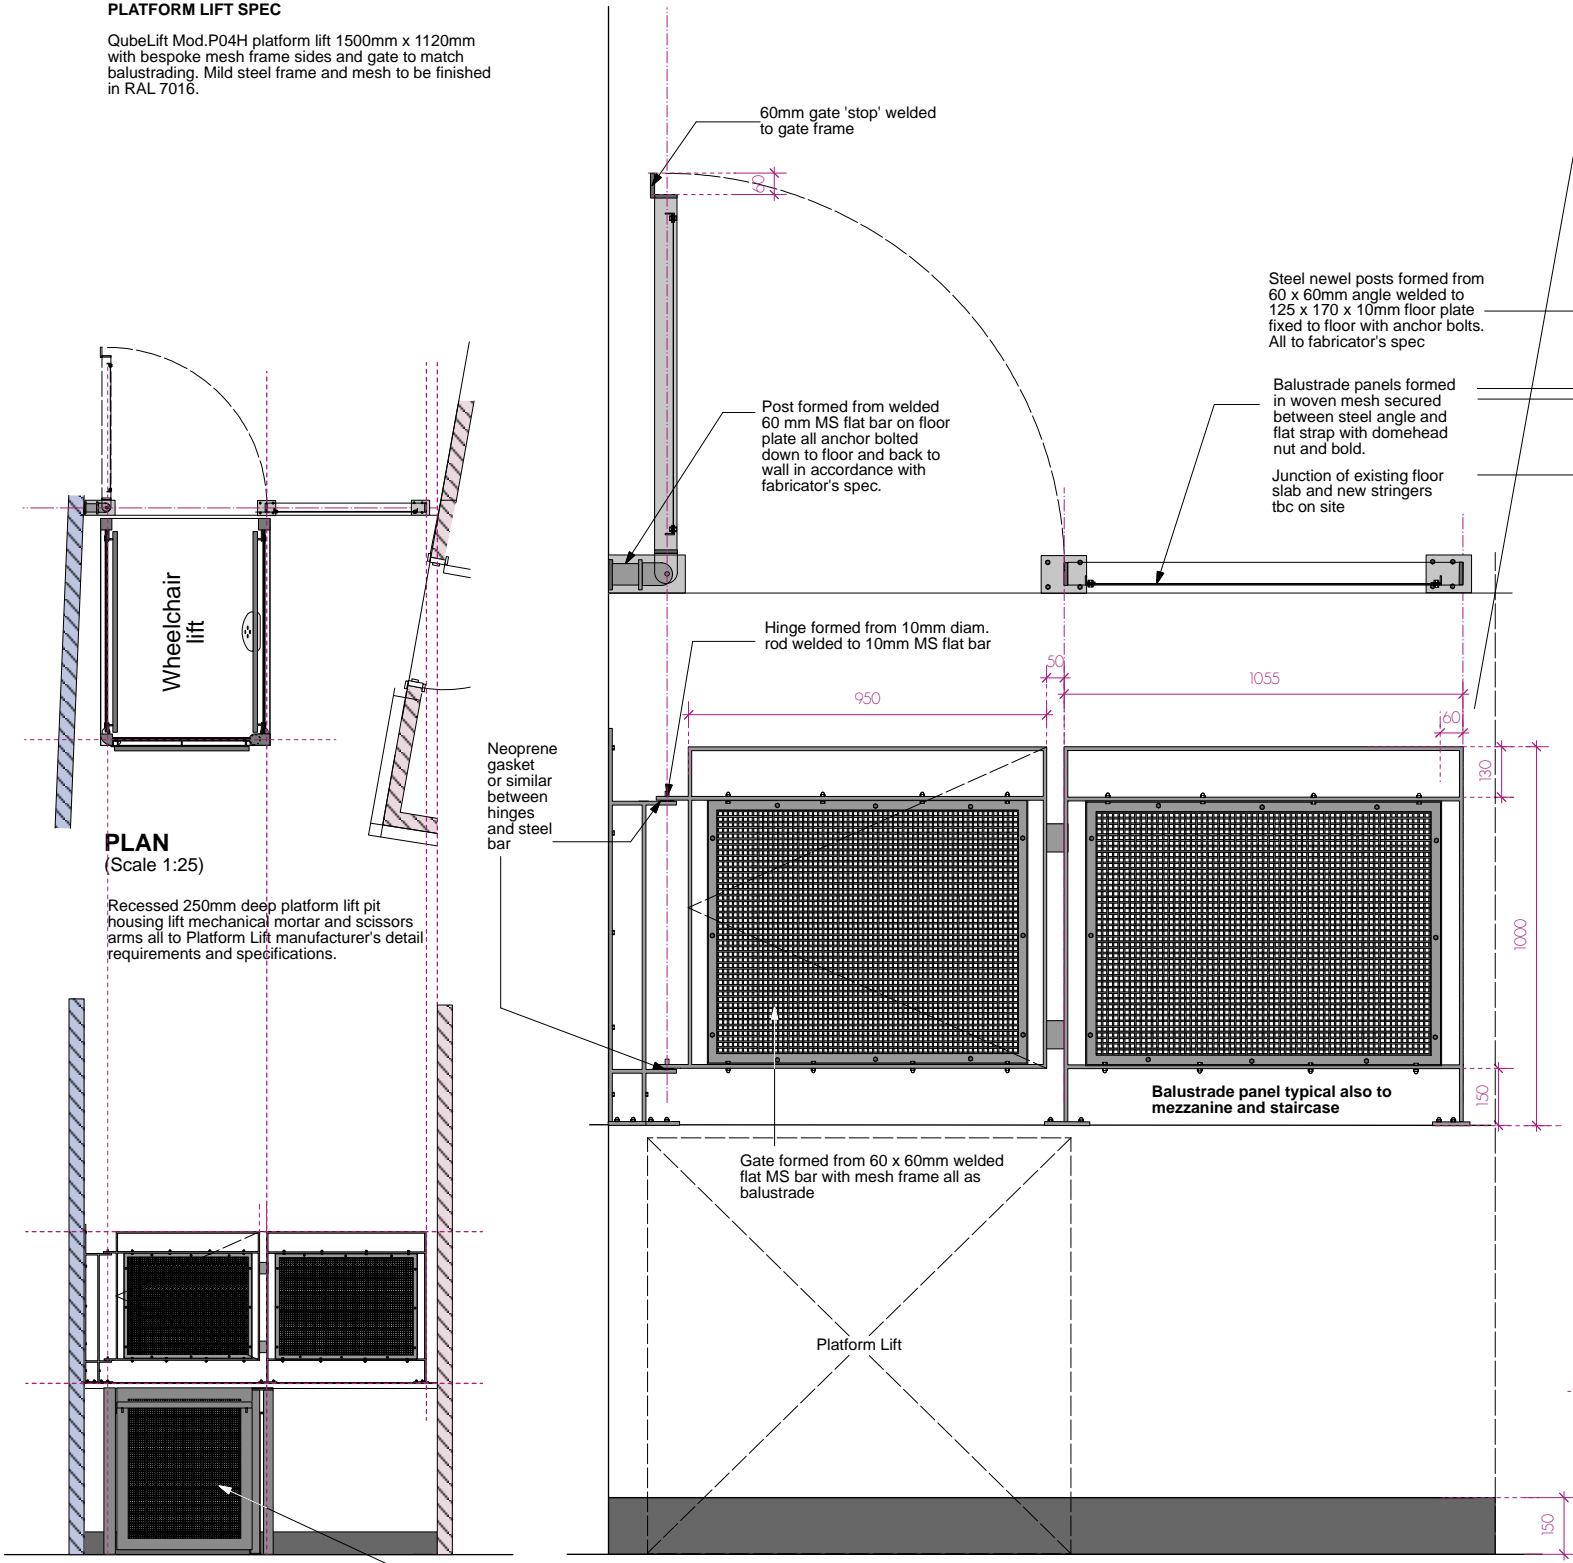 PLATFORM LIFT SPEC
QubeLift Mod.P04H platform lift 1500mm x 1120mm
with bespoke mesh frame sides and gate to match
balustrading. Mild steel frame and mesh to be finished
in RAL 7016.
60mm gate 'stop' welded
to gate frame
60
Steel newel posts formed from
60 x 60mm angle welded to
125 x 170 x 10mm floor plate
fixed to floor with anchor bolts.
All to fabricator's spec
Balustrade panels formed
in woven mesh secured
between steel angle and
flat strap with domehead
nut and bold.
Junction of existing floor
slab and new stringers
tbc on site
Post formed from welded
60 mm MS flat bar on floor
plate all anchor bolted
down to floor and back to
wall in accordance with
fabricator's spec.
Wheelchair
lift
Hinge formed from 10mm diam.
rod welded to 10mm MS flat bar
50
1055
950
60
130
1000
150
Neoprene
gasket
or similar
between
hinges
and steel
bar
PLAN
(Scale 1:25)
Recessed 250mm deep platform lift pit
housing lift mechanical mortar and scissors
arms all to Platform Lift manufacturer's detail
requirements and specifications.
Balustrade panel typical also to
mezzanine and staircase
Gate formed from 60 x 60mm welded
flat MS bar with mesh frame all as
balustrade
Platform Lift
150